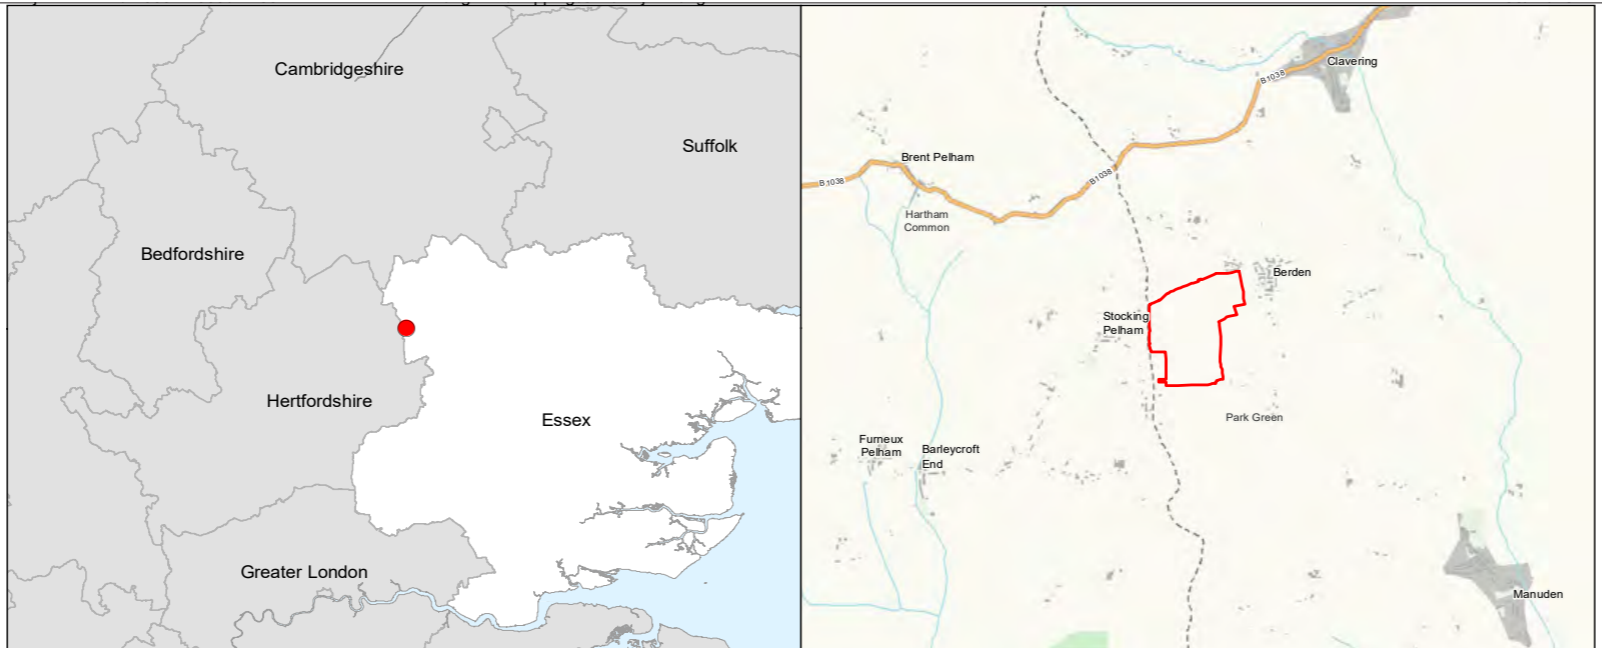 Cambridgeshire
Suffolk
Bedfordshire
Hertfordshire
Essex
Greater London
Clavering
B1038
Brent Pelham
B1038
B1038
Hartham
Common
Berden
Stocking
Pelham
Park Green
Furneux
Pelham
Barleycroft
End
Manuden